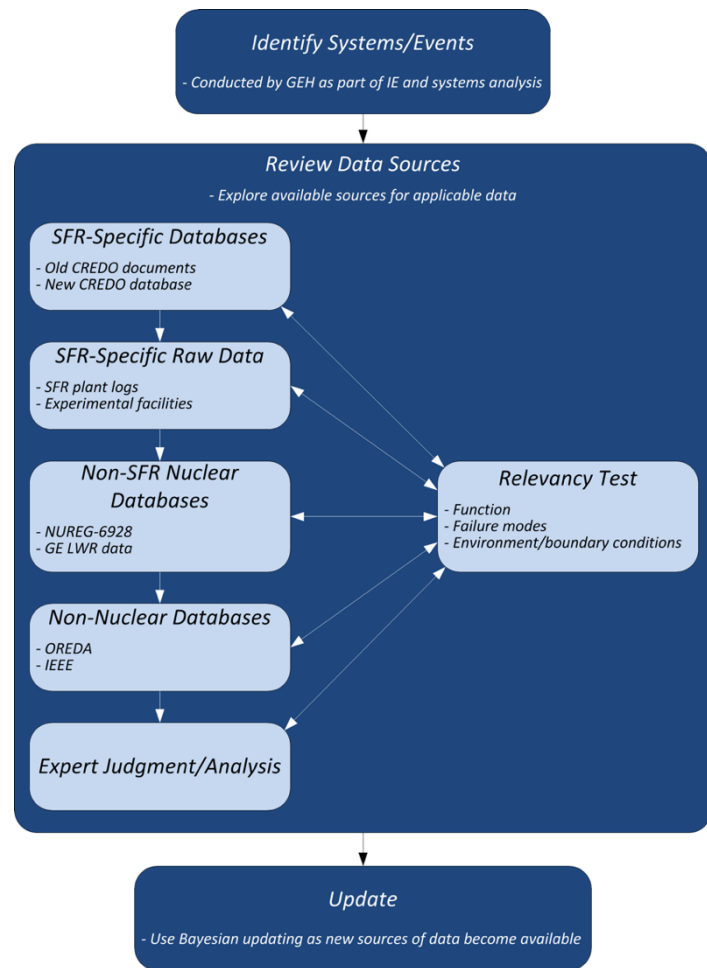 Identify Systems/Events
- Conducted by GEH as part of IE and systems analysis
Review Data Sources
- Explore available sources for applicable data
SFR-Specific Databases
- Old CREDO documents
- New CREDO database
SFR-Specific Raw Data
- SFR plant logs
- Experimental facilities
Non-SFR Nuclear
Databases
- NUREG-6928
- GE LWR data
Relevancy Test
- Function
- Failure modes
- Environment/boundary conditions
Non-Nuclear Databases
- OREDA
- IEEE
Expert Judgment/Analysis
Update
- Use Bayesian updating as new sources of data become available